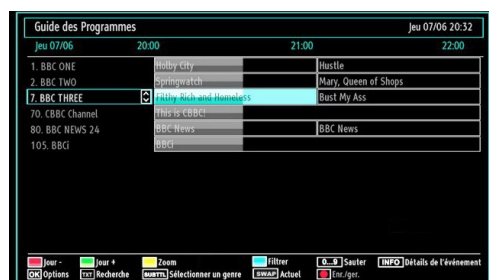 Guide des Programmes Jeu 07/06 20:32
Jeu 07/06 20:00 21:00 22:00
1. BBC ONE Holby City Hustle
2. BBC TWO Springwatch Mary, Queen of Shops
7. BBC THREE Filthy Rich and Homeless Bust My Ass
70. CBBC Channel This is CBBC!
80. BBC NEWS 24 BBC News BBC News
105. BBCi BBCi
Jour - Jour + Zoom Filtrer 0...9 Sauter INFO Détails de l'événement
OK Options TXT Recherche SUBTTL Sélectionner un genre SWAP Actuel Enr./ger.